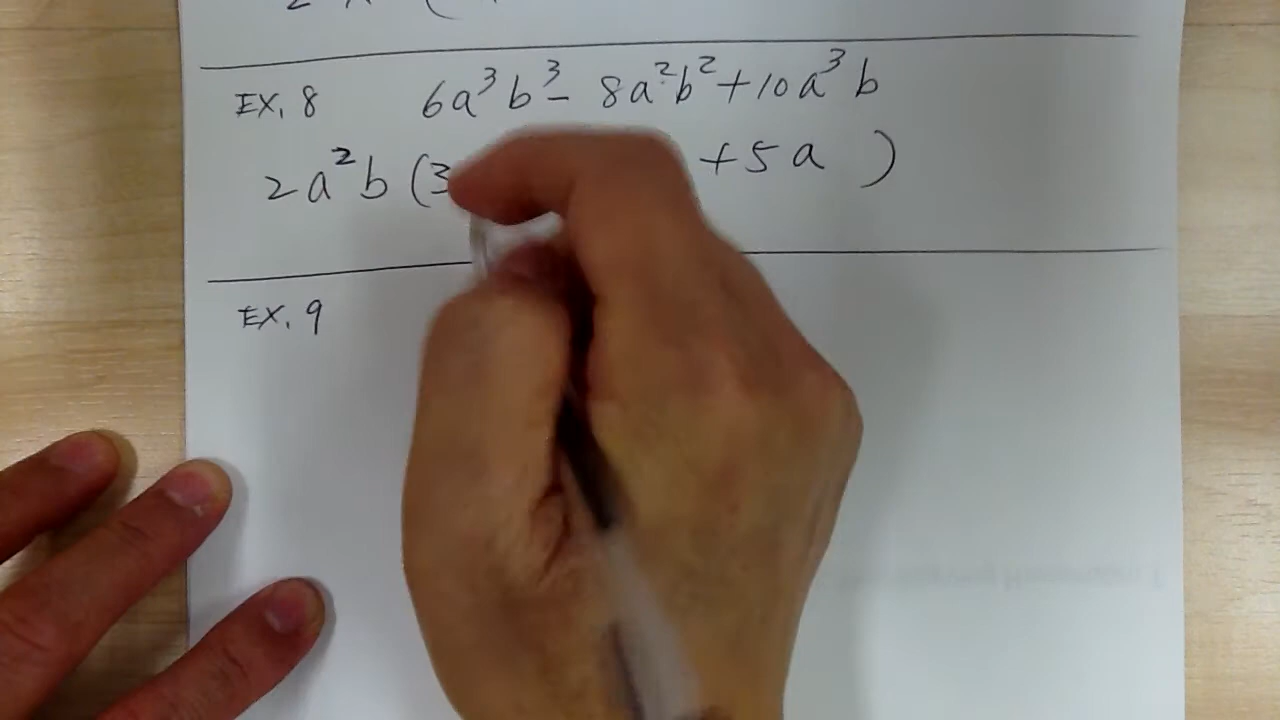 EX. 8 6a³b³ - 8a²b² + 10a³b
2a²b (3 + 5a )
EX. 9